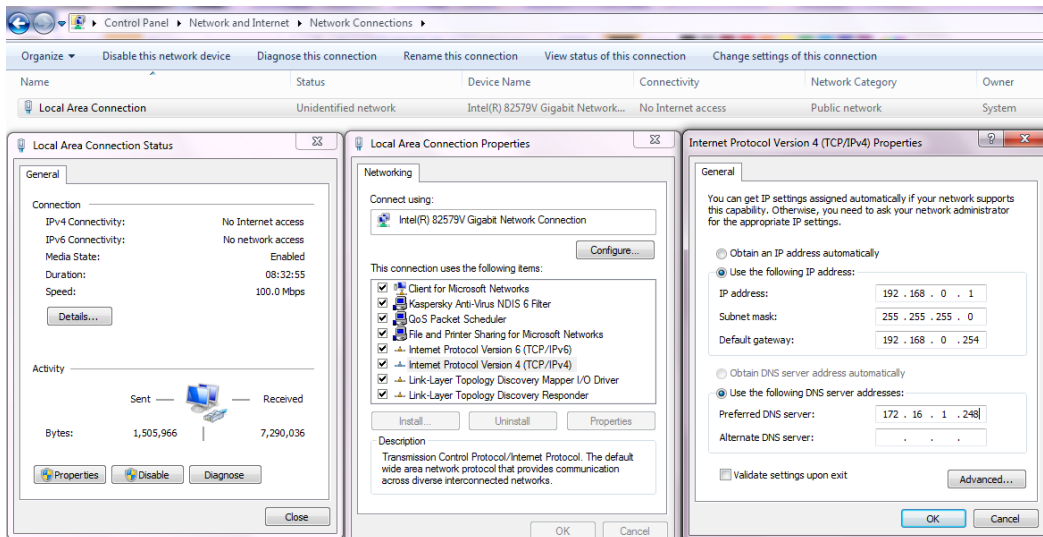 Control Panel ▸ Network and Internet ▸ Network Connections ▸
Organize ▾ Disable this network device Diagnose this connection Rename this connection View status of this connection Change settings of this connection
Name Status Device Name Connectivity Network Category Owner
Local Area Connection Unidentified network Intel(R) 82579V Gigabit Network... No Internet access Public network System
Local Area Connection Status
General
Connection
IPv4 Connectivity: No Internet access
IPv6 Connectivity: No network access
Media State: Enabled
Duration: 08:32:55
Speed: 100.0 Mbps
Details...
Activity
Sent Received
Bytes: 1,505,966 7,290,036
Properties Disable Diagnose
Close
Local Area Connection Properties
Networking
Connect using:
Intel(R) 82579V Gigabit Network Connection
Configure...
This connection uses the following items:
Client for Microsoft Networks
Kaspersky Anti-Virus NDIS 6 Filter
QoS Packet Scheduler
File and Printer Sharing for Microsoft Networks
Internet Protocol Version 6 (TCP/IPv6)
Internet Protocol Version 4 (TCP/IPv4)
Link-Layer Topology Discovery Mapper I/O Driver
Link-Layer Topology Discovery Responder
Install... Uninstall Properties
Description
Transmission Control Protocol/Internet Protocol. The default
wide area network protocol that provides communication
across diverse interconnected networks.
OK Cancel
Internet Protocol Version 4 (TCP/IPv4) Properties
General
You can get IP settings assigned automatically if your network supports
this capability. Otherwise, you need to ask your network administrator
for the appropriate IP settings.
Obtain an IP address automatically
Use the following IP address:
IP address: 192 . 168 . 0 . 1
Subnet mask: 255 . 255 . 255 . 0
Default gateway: 192 . 168 . 0 . 254
Obtain DNS server address automatically
Use the following DNS server addresses:
Preferred DNS server: 172 . 16 . 1 . 248
Alternate DNS server: . . .
Validate settings upon exit
Advanced...
OK Cancel